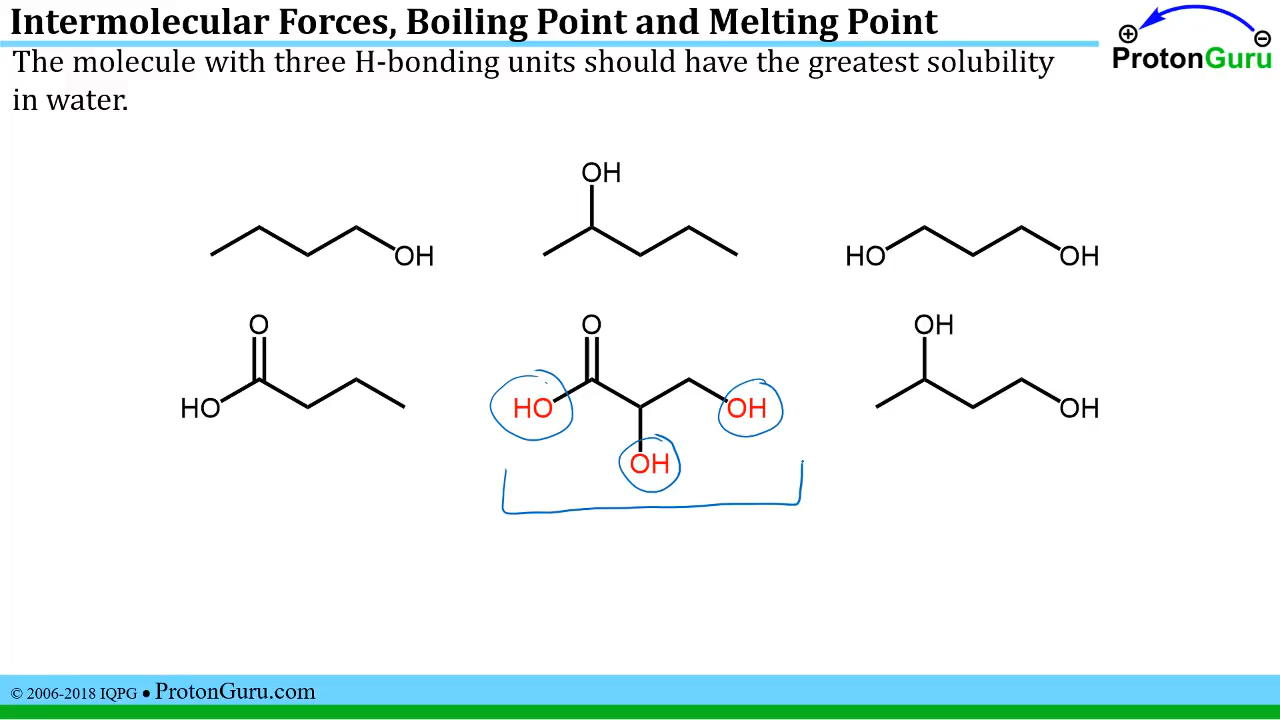 Intermolecular Forces, Boiling Point and Melting Point
⊕ ⊖
ProtonGuru
The molecule with three H-bonding units should have the greatest solubility
in water.
OH
OH
HO OH
O O OH
HO HO OH OH
OH
© 2006-2018 IQPG ● ProtonGuru.com